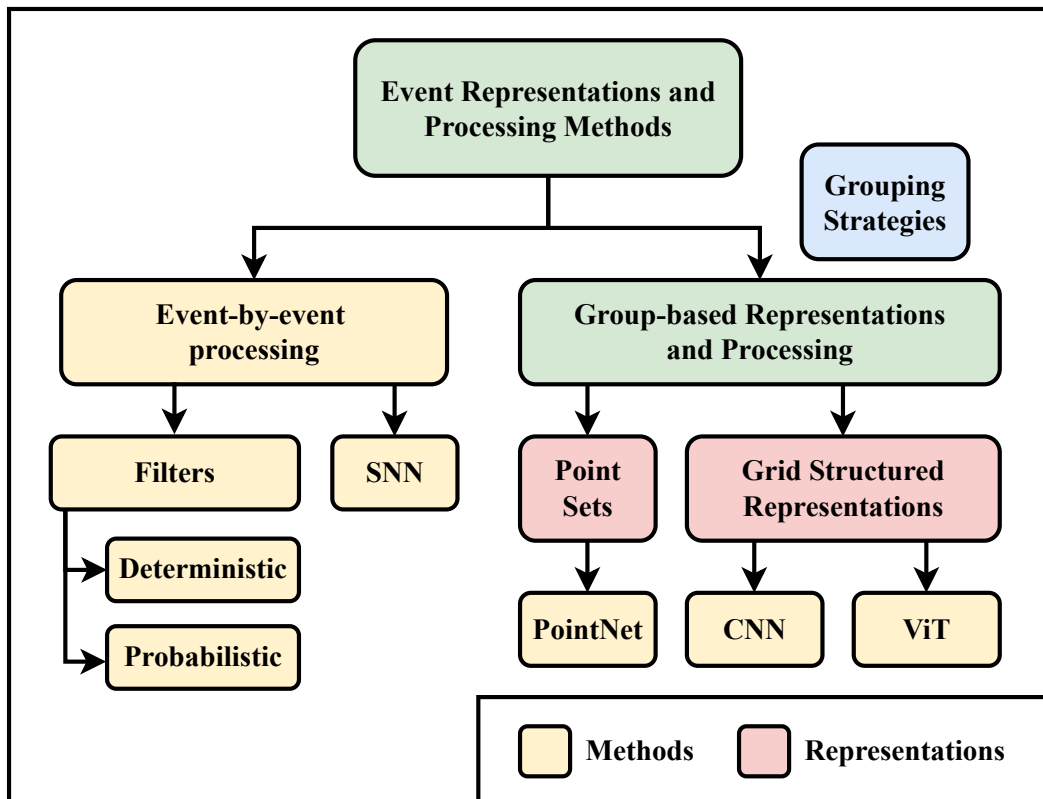 Event Representations and
Processing Methods
Grouping
Strategies
Event-by-event
processing
Group-based Representations
and Processing
Filters
SNN
Point
Sets
Grid Structured
Representations
Deterministic
Probabilistic
PointNet
CNN
ViT
Methods
Representations